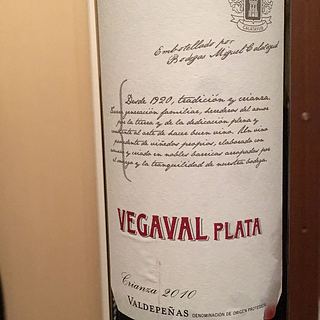 CALATAYUD
Embotellado por
Bodegas Miguel Calatayud
Desde 1920, tradición y crianza.
Tercera generación familiar, herederos del amor
por la tierra y de la dedicación plena y
constante al arte de hacer buen vino. Un vino
procedente de viñedos propios, elaborado con
esmero y criado en nobles barricas arropadas por
el sosiego y la tranquilidad de nuestra bodega.
VEGAVAL PLATA
Crianza 2010
VALDEPEÑAS DENOMINACIÓN DE ORIGEN PROTEGIDA